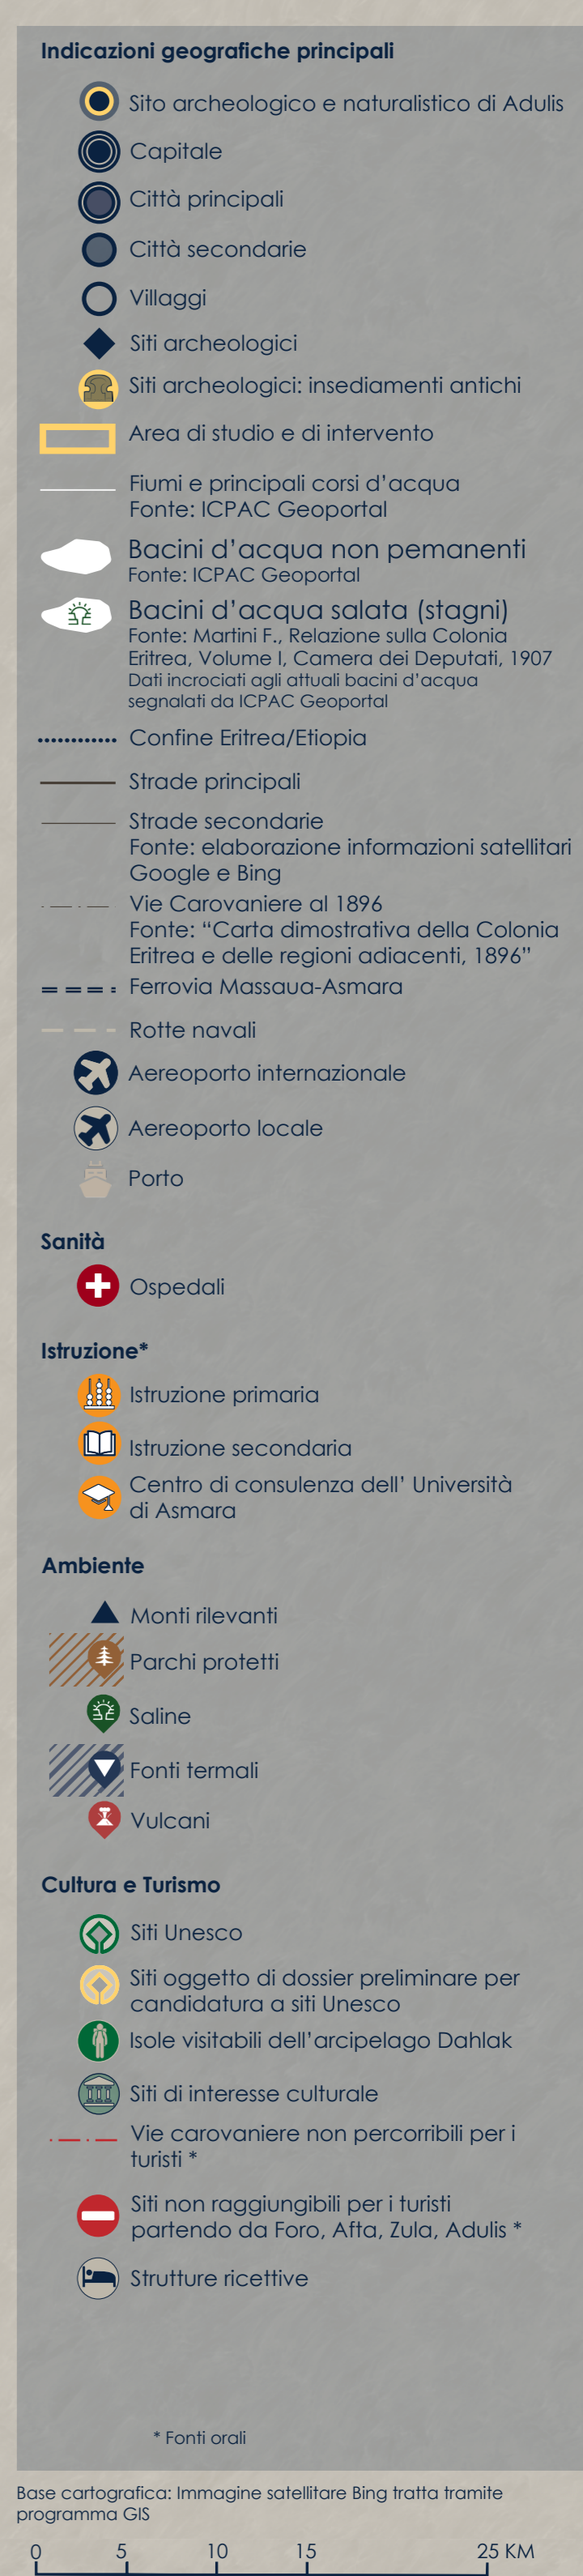 Indicazioni geografiche principali
Sito archeologico e naturalistico di Adulis
Capitale
Città principali
Città secondarie
Villaggi
Siti archeologici
Siti archeologici: insediamenti antichi
Area di studio e di intervento
Fiumi e principali corsi d'acqua
Fonte: ICPAC Geoportal
Bacini d'acqua non pemanenti
Fonte: ICPAC Geoportal
Bacini d'acqua salata (stagni)
Fonte: Martini F., Relazione sulla Colonia
Eritrea, Volume I, Camera dei Deputati, 1907
Dati incrociati agli attuali bacini d'acqua
segnalati da ICPAC Geoportal
Confine Eritrea/Etiopia
Strade principali
Strade secondarie
Fonte: elaborazione informazioni satellitari
Google e Bing
Vie Carovaniere al 1896
Fonte: "Carta dimostrativa della Colonia
Eritrea e delle regioni adiacenti, 1896"
Ferrovia Massaua-Asmara
Rotte navali
Aereoporto internazionale
Aereoporto locale
Porto
Sanità
Ospedali
Istruzione*
Istruzione primaria
Istruzione secondaria
Centro di consulenza dell' Università
di Asmara
Ambiente
Monti rilevanti
Parchi protetti
Saline
Fonti termali
Vulcani
Cultura e Turismo
Siti Unesco
Siti oggetto di dossier preliminare per
candidatura a siti Unesco
Isole visitabili dell'arcipelago Dahlak
Siti di interesse culturale
Vie carovaniere non percorribili per i
turisti *
Siti non raggiungibili per i turisti
partendo da Foro, Afta, Zula, Adulis *
Strutture ricettive
* Fonti orali
Base cartografica: Immagine satellitare Bing tratta tramite
programma GIS
0 5 10 15 25 KM